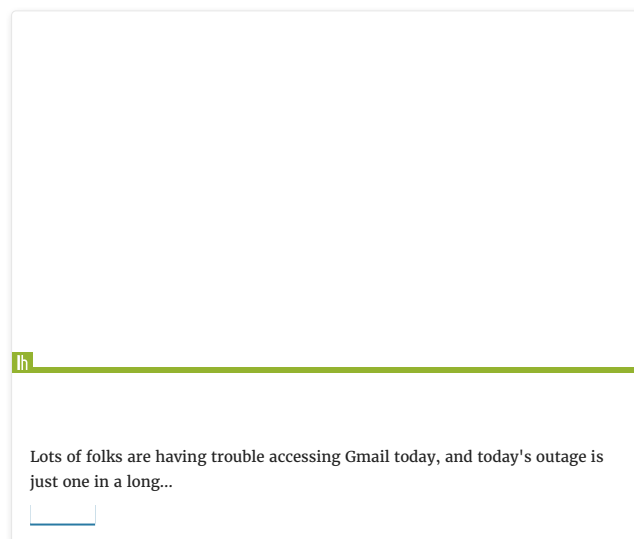 lh
Lots of folks are having trouble accessing Gmail today, and today's outage is
just one in a long...